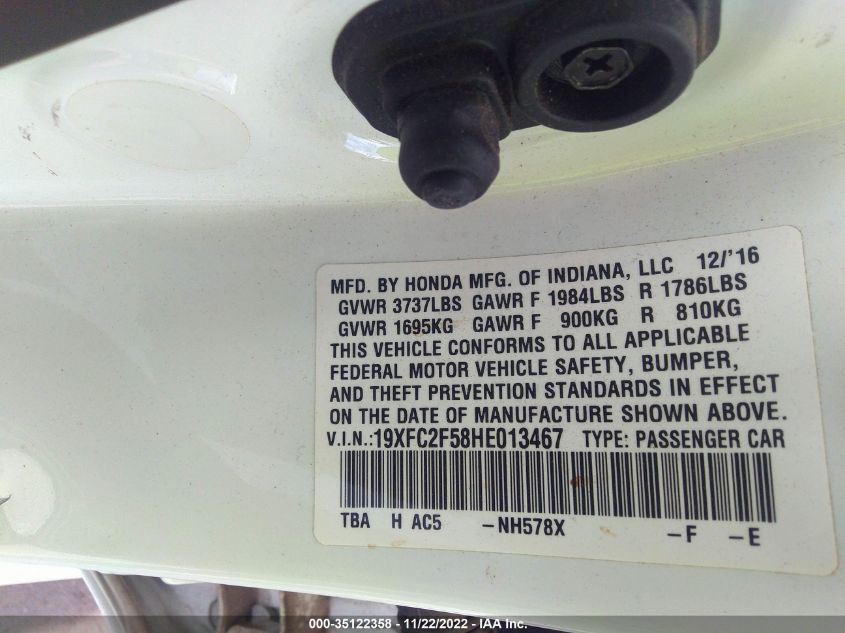 MFD. BY HONDA MFG. OF INDIANA, LLC 12/'16
GVWR 3737LBS GAWR F 1984LBS R 1786LBS
GVWR 1695KG GAWR F 900KG R 810KG
THIS VEHICLE CONFORMS TO ALL APPLICABLE
FEDERAL MOTOR VEHICLE SAFETY, BUMPER,
AND THEFT PREVENTION STANDARDS IN EFFECT
ON THE DATE OF MANUFACTURE SHOWN ABOVE.
V.I.N.:19XFC2F58HE013467 TYPE: PASSENGER CAR
TBA H AC5 -NH578X -F -E
000-35122358 - 11/22/2022 - IAA Inc.